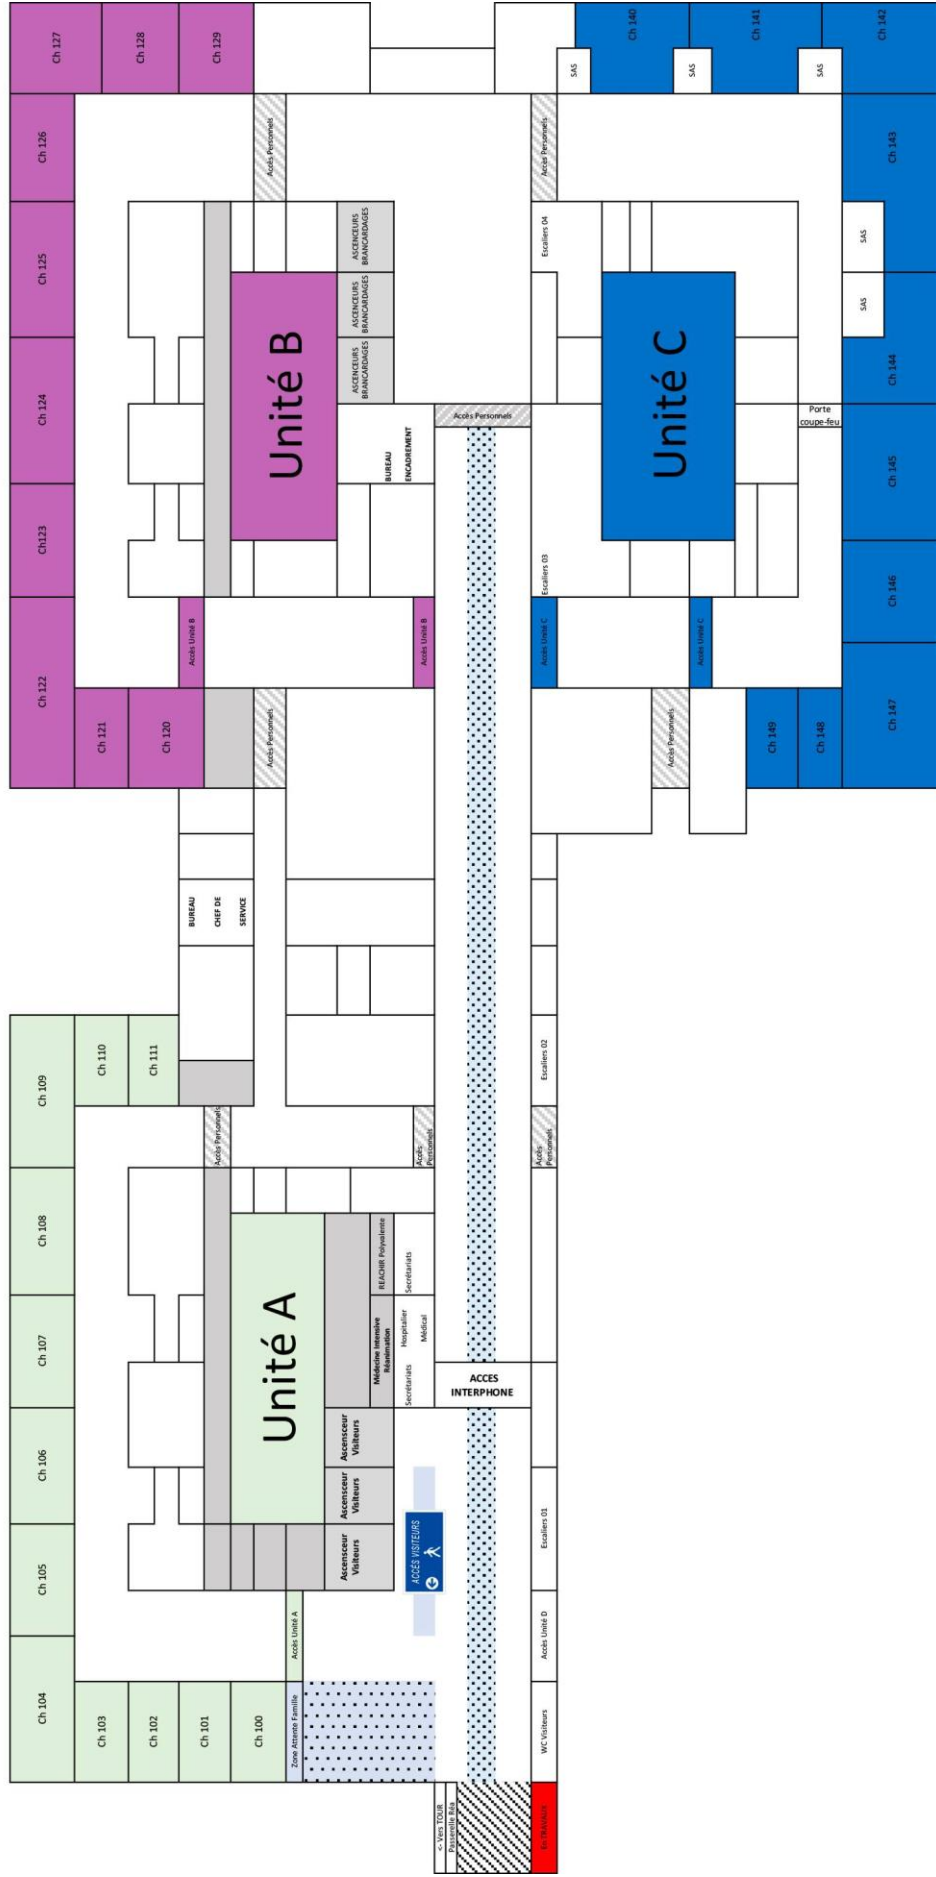 Ch 104
Ch 105
Ch 106
Ch 107
Ch 108
Ch 109
Ch 122
Ch123
Ch 124
Ch 125
Ch 126
Ch 127
Ch 103
Ch 110
Ch 121
Ch 128
Ch 102
Ch 111
Ch 120
Ch 129
Ch 101
BUREAU
CHEF DE
SERVICE
Accès Unité B
Ch 100
Accès Personnels
Accès Personnels
Accès Personnels
Unité A
Unité B
Zone Attente Famille
Accès Unité A
Ascensceur
Visiteurs
Ascensceur
Visiteurs
Ascensceur
Visiteurs
Médecine Intensive
Réanimation
REACHIR Polyvalente
ASCENCEURS
BRANCARDAGES
ASCENCEURS
BRANCARDAGES
ASCENCEURS
BRANCARDAGES
BUREAU
ENCADREMENT
Secrétariats
Hospitalier
Médical
Secrétariats
ACCÈS VISITEURS
Accès
Personnels
Accès Unité B
<- Vers TOUR
Passerelle Réa
ACCES
INTERPHONE
Accès Personnels
En TRAVAUX
WC Visiteurs
Accès Unité D
Escaliers 01
Accès
Personnels
Escaliers 02
Accès Unité C
Escaliers 03
Escaliers 04
Accès Personnels
SAS
Ch 140
Accès Personnels
Accès Unité C
Unité C
SAS
Ch 141
Ch 149
Ch 148
Porte
coupe-feu
SAS
Ch 142
Ch 147
Ch 146
Ch 145
Ch 144
SAS
SAS
Ch 143